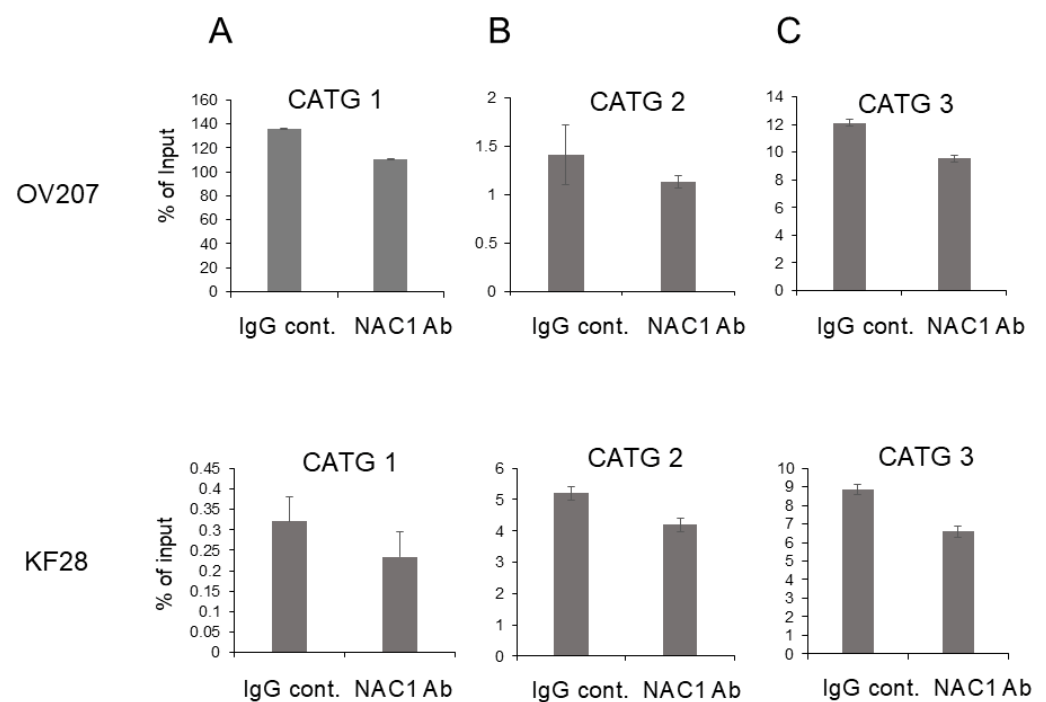 A B C
OV207
CATG 1
% of Input
160
140
120
100
80
60
40
20
0
IgG cont. NAC1 Ab
CATG 2
2
1.5
1
0.5
0
IgG cont. NAC1 Ab
CATG 3
14
12
10
8
6
4
2
0
IgG cont. NAC1 Ab
KF28
CATG 1
% of input
0.45
0.4
0.35
0.3
0.25
0.2
0.15
0.1
0.05
0
IgG cont. NAC1 Ab
CATG 2
6
5
4
3
2
1
0
IgG cont. NAC1 Ab
CATG 3
10
9
8
7
6
5
4
3
2
1
0
IgG cont. NAC1 Ab